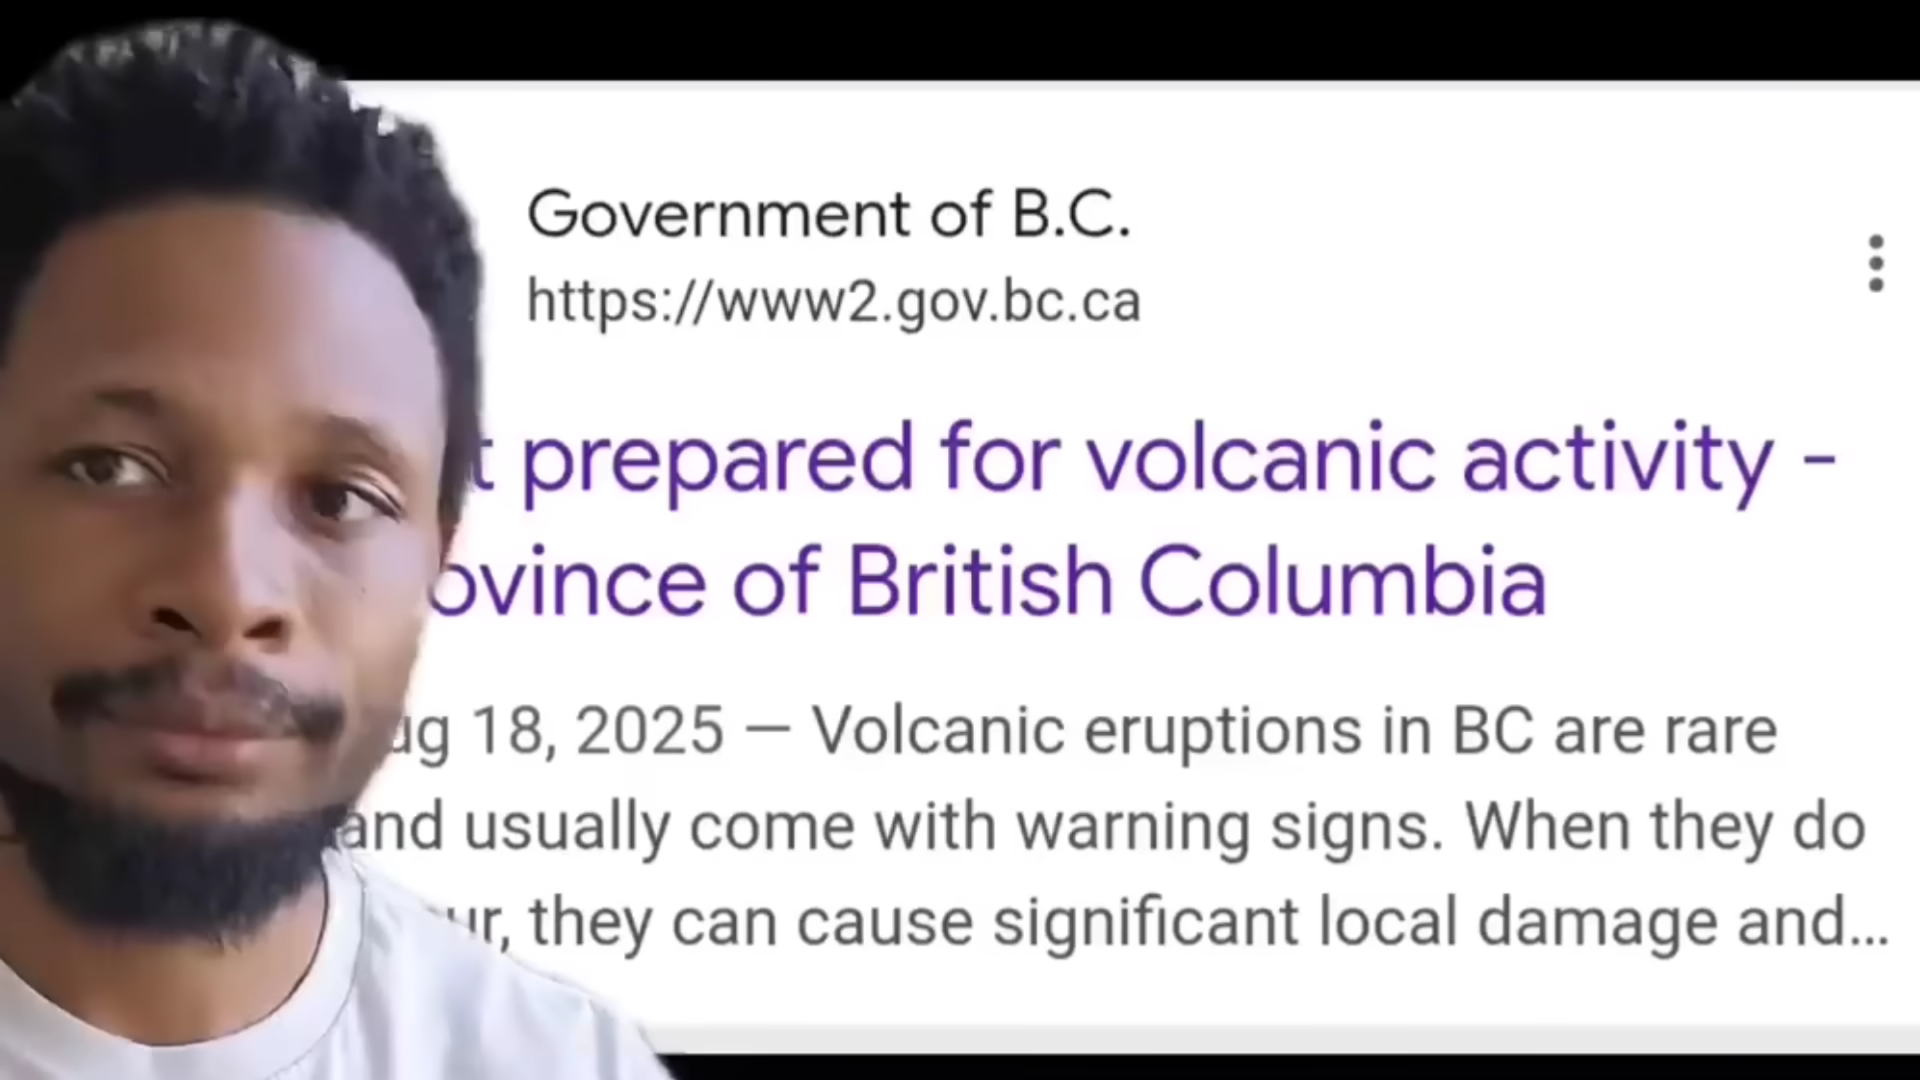 Government of B.C.
https://www2.gov.bc.ca
prepared for volcanic activity -
of British Columbia
18, 2025 — Volcanic eruptions in BC are rare
and usually come with warning signs. When they do
they can cause significant local damage and...